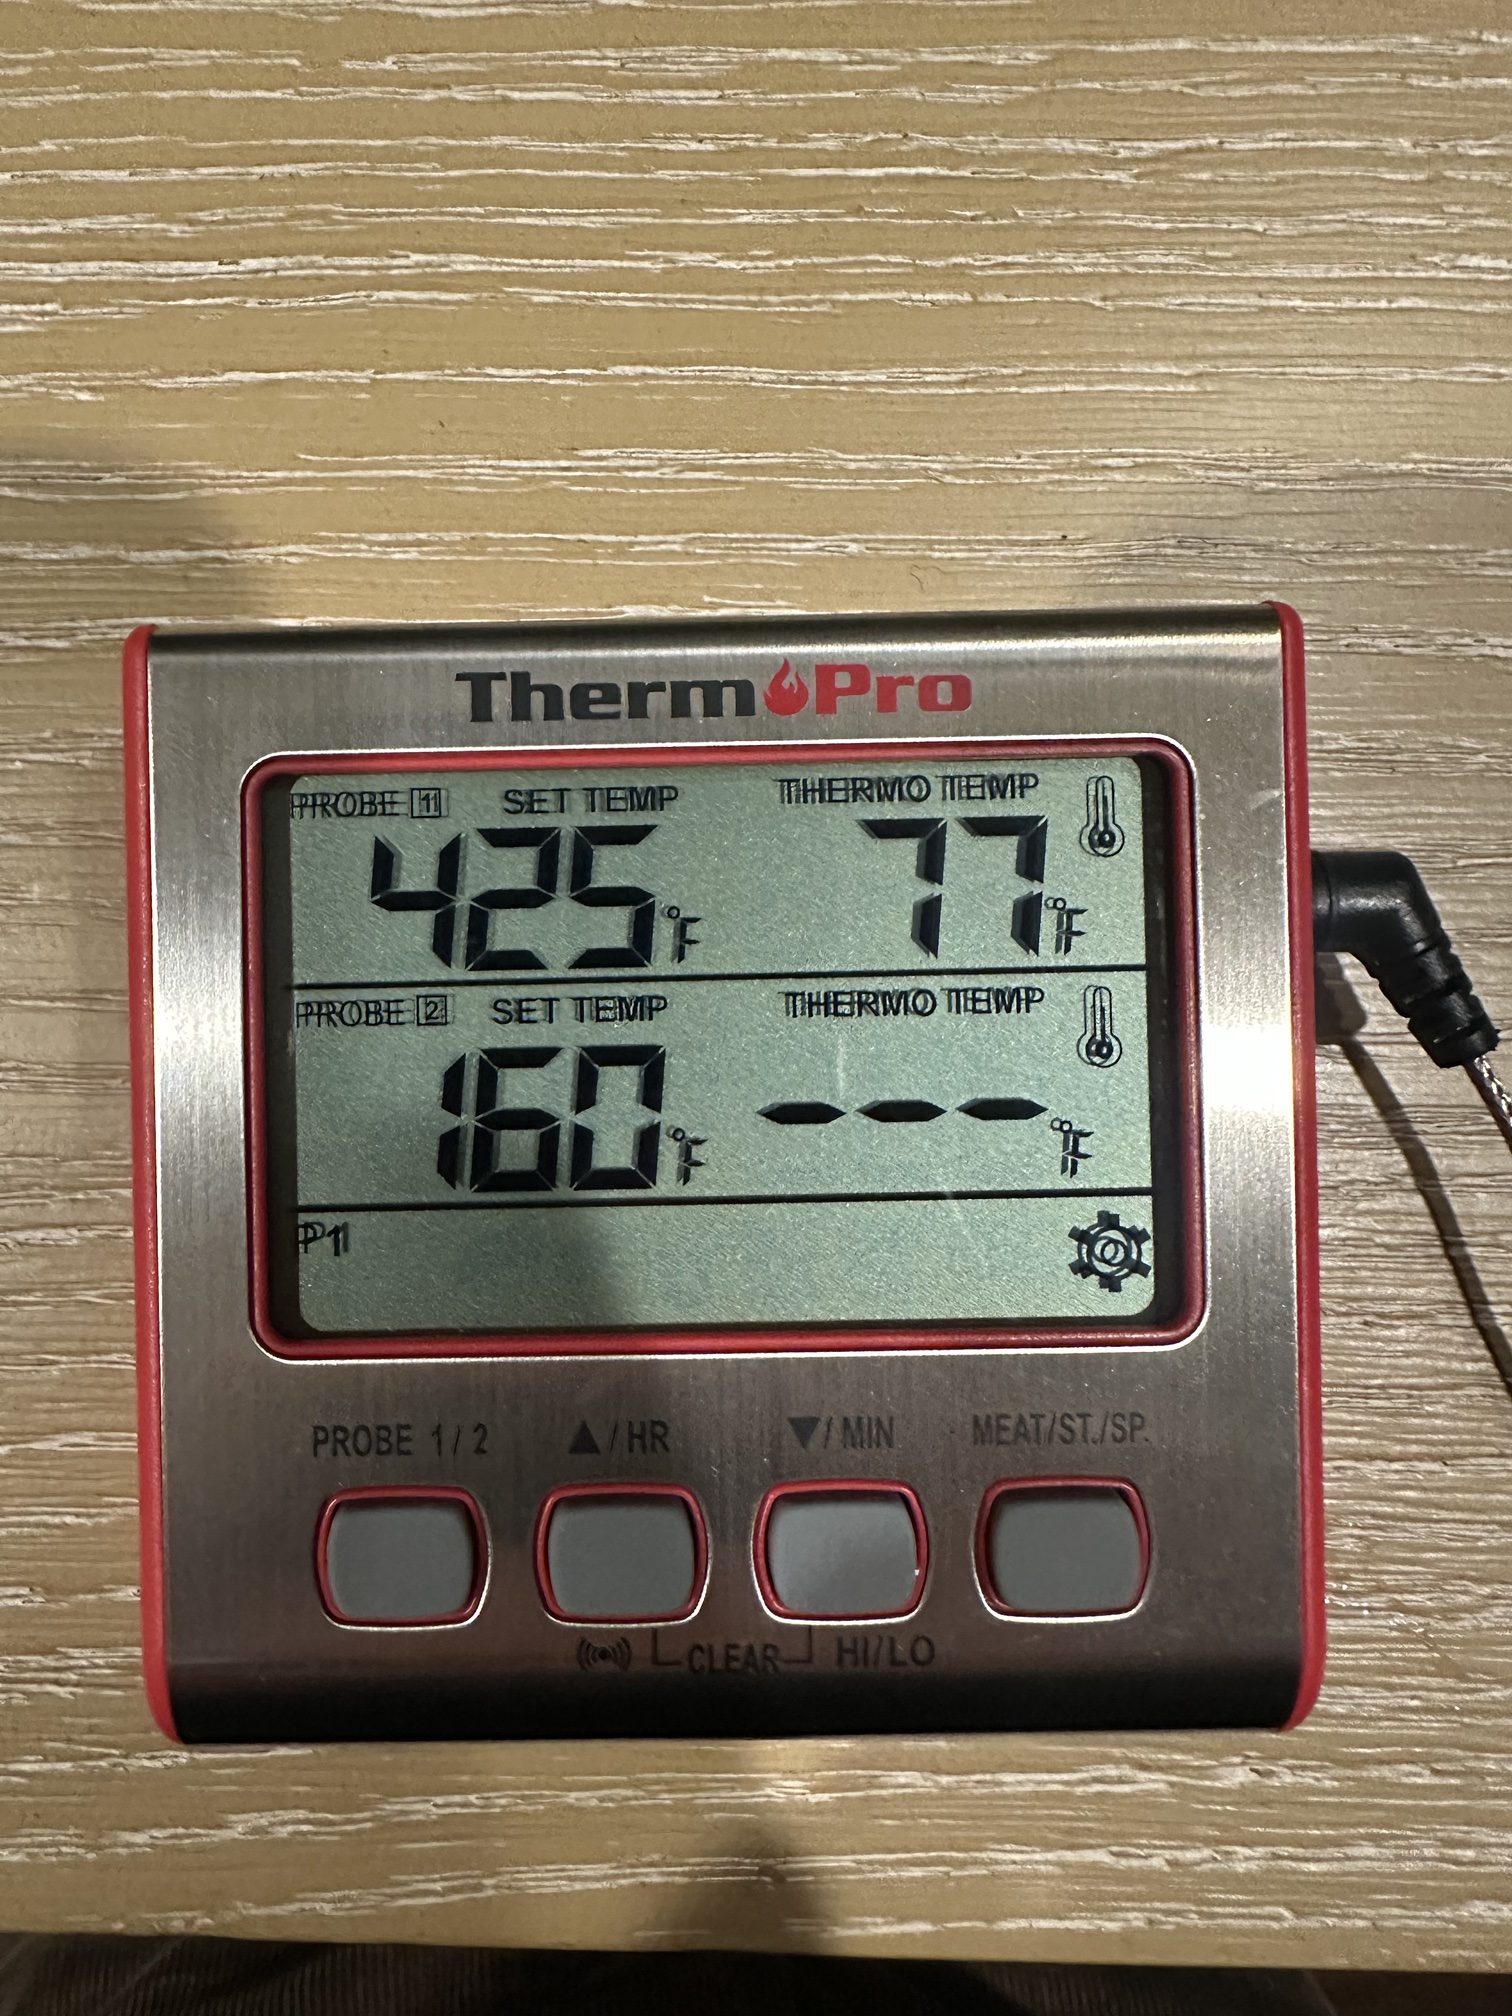 ThermoPro
PROBE 1 SET TEMP THERMO TEMP
425°F 77°F
PROBE 2 SET TEMP THERMO TEMP
160°F ---°F
P1
PROBE 1/2 ▲/HR ▼/MIN MEAT/ST./SP.
CLEAR HI/LO